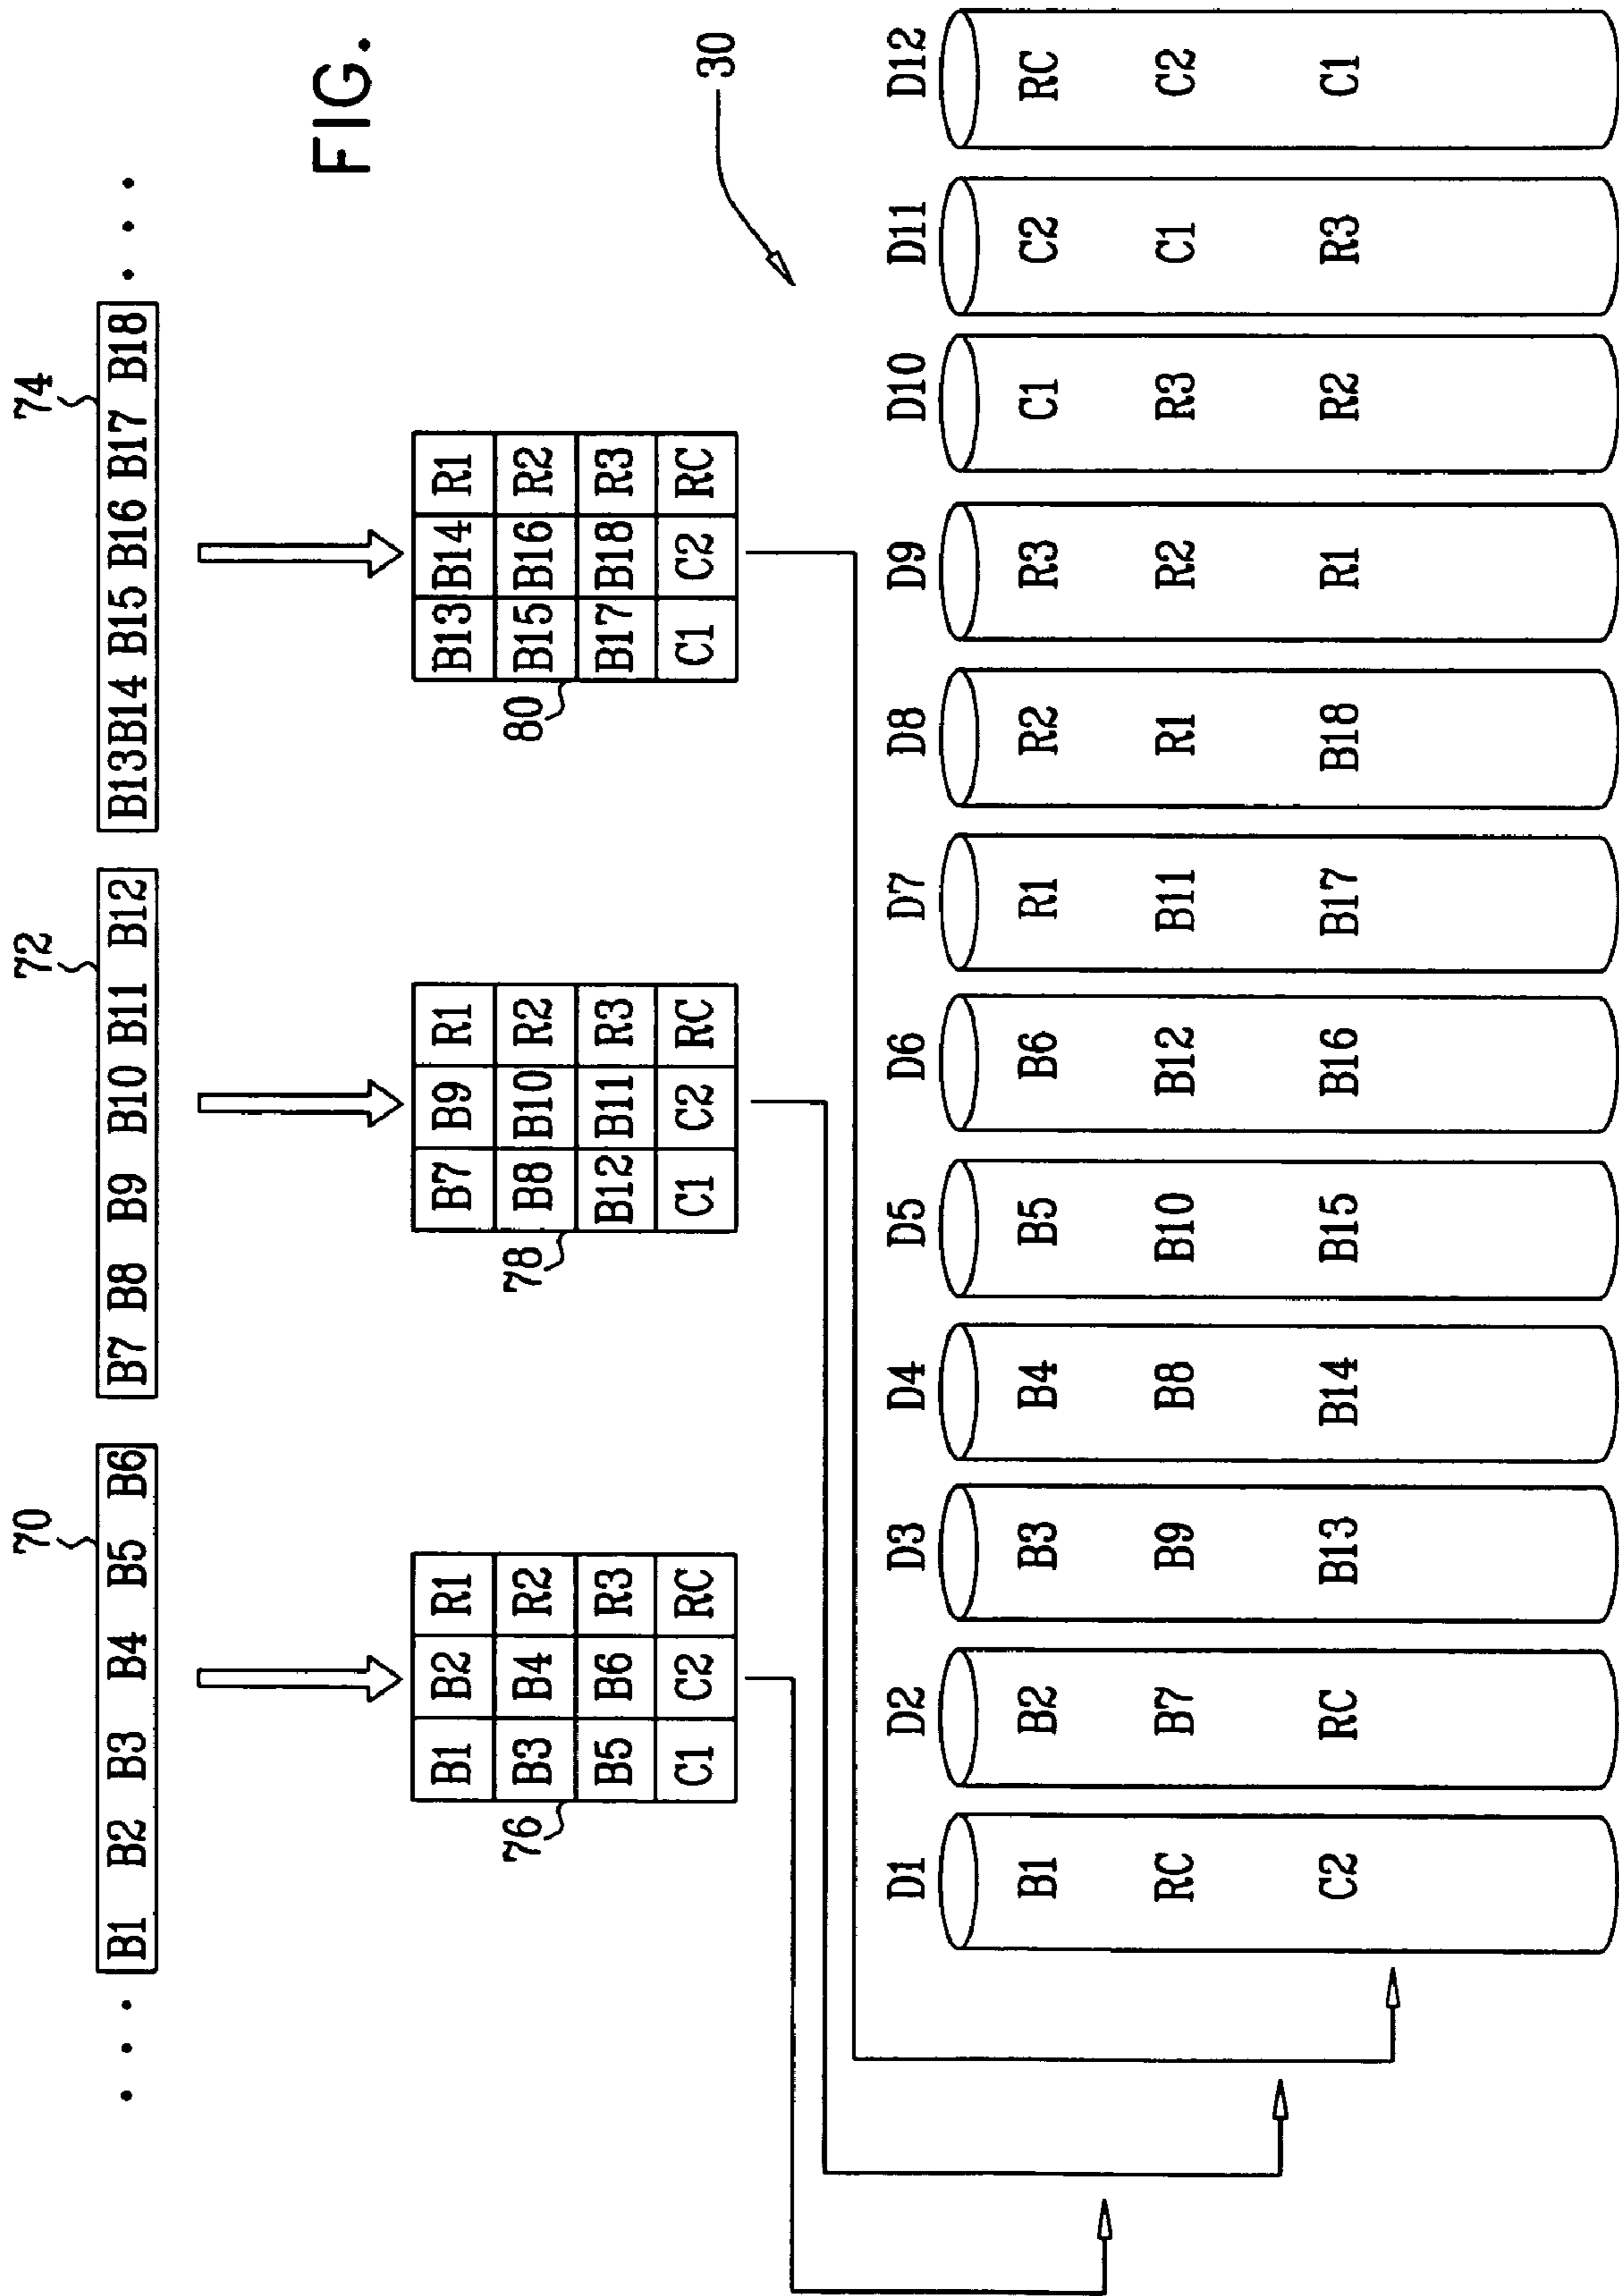 FIG.
70
72
74
. . . B1 B2 B3 B4 B5 B6
B7 B8 B9 B10 B11 B12
B13 B14 B15 B16 B17 B18 . . .
B1 B2 R1
B3 B4 R2
B5 B6 R3
C1 C2 RC
76
B7 B9 R1
B8 B10 R2
B12 B11 R3
C1 C2 RC
78
B13 B14 R1
B15 B16 R2
B17 B18 R3
C1 C2 RC
80
30
D1 D2 D3 D4 D5 D6 D7 D8 D9 D10 D11 D12
B1 B2 B3 B4 B5 B6 R1 R2 R3 C1 C2 RC
RC B7 B9 B8 B10 B12 B11 R1 R2 R3 C1 C2
C2 RC B13 B14 B15 B16 B17 B18 R1 R2 R3 C1